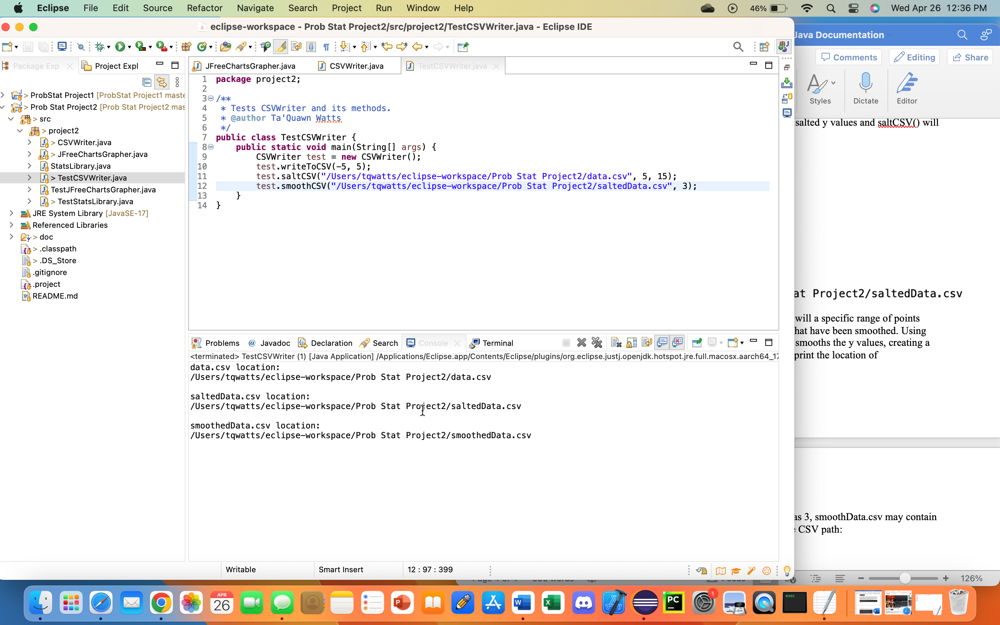 Eclipse File Edit Source Refactor Navigate Search Project Run Window Help 46% Wed Apr 26 12:36 PM
eclipse-workspace - Prob Stat Project2/src/project2/TestCSVWriter.java - Eclipse IDE
Package Exp Project Expl
> ProbStat Project1 [ProbStat Project1 maste
> Prob Stat Project2 [Prob Stat Project2 mas
> src
> project2
> CSVWriter.java
> JFreeChartsGrapher.java
StatsLibrary.java
> TestCSVWriter.java
TestJFreeChartsGrapher.java
> TestStatsLibrary.java
JRE System Library [JavaSE-17]
Referenced Libraries
> doc
> .classpath
> .DS_Store
.gitignore
.project
README.md
JFreeChartsGrapher.java CSVWriter.java TestCSVWriter.java
1 package project2;
2
3 /**
4 * Tests CSVWriter and its methods.
5 * @author Ta'Quawn Watts
6 */
7 public class TestCSVWriter {
8 public static void main(String[] args) {
9 CSVWriter test = new CSVWriter();
10 test.writeToCSV(-5, 5);
11 test.saltCSV("/Users/tqwatts/eclipse-workspace/Prob Stat Project2/data.csv", 5, 15);
12 test.smoothCSV("/Users/tqwatts/eclipse-workspace/Prob Stat Project2/saltedData.csv", 3);
13 }
14 }
Problems Javadoc Declaration Search Console Terminal
<terminated> TestCSVWriter (1) [Java Application] /Applications/Eclipse.app/Contents/Eclipse/plugins/org.eclipse.justj.openjdk.hotspot.jre.full.macosx.aarch64_17
data.csv location:
/Users/tqwatts/eclipse-workspace/Prob Stat Project2/data.csv
saltedData.csv location:
/Users/tqwatts/eclipse-workspace/Prob Stat Project2/saltedData.csv
smoothedData.csv location:
/Users/tqwatts/eclipse-workspace/Prob Stat Project2/smoothedData.csv
Writable Smart Insert 12 : 97 : 399
Java Documentation
Comments Editing Share
Styles Dictate Editor
salted y values and saltCSV() will
at Project2/saltedData.csv
will a specific range of points
hat have been smoothed. Using
smooths the y values, creating a
print the location of
as 3, smoothData.csv may contain
CSV path:
126%
APR
26
PC
exec
1